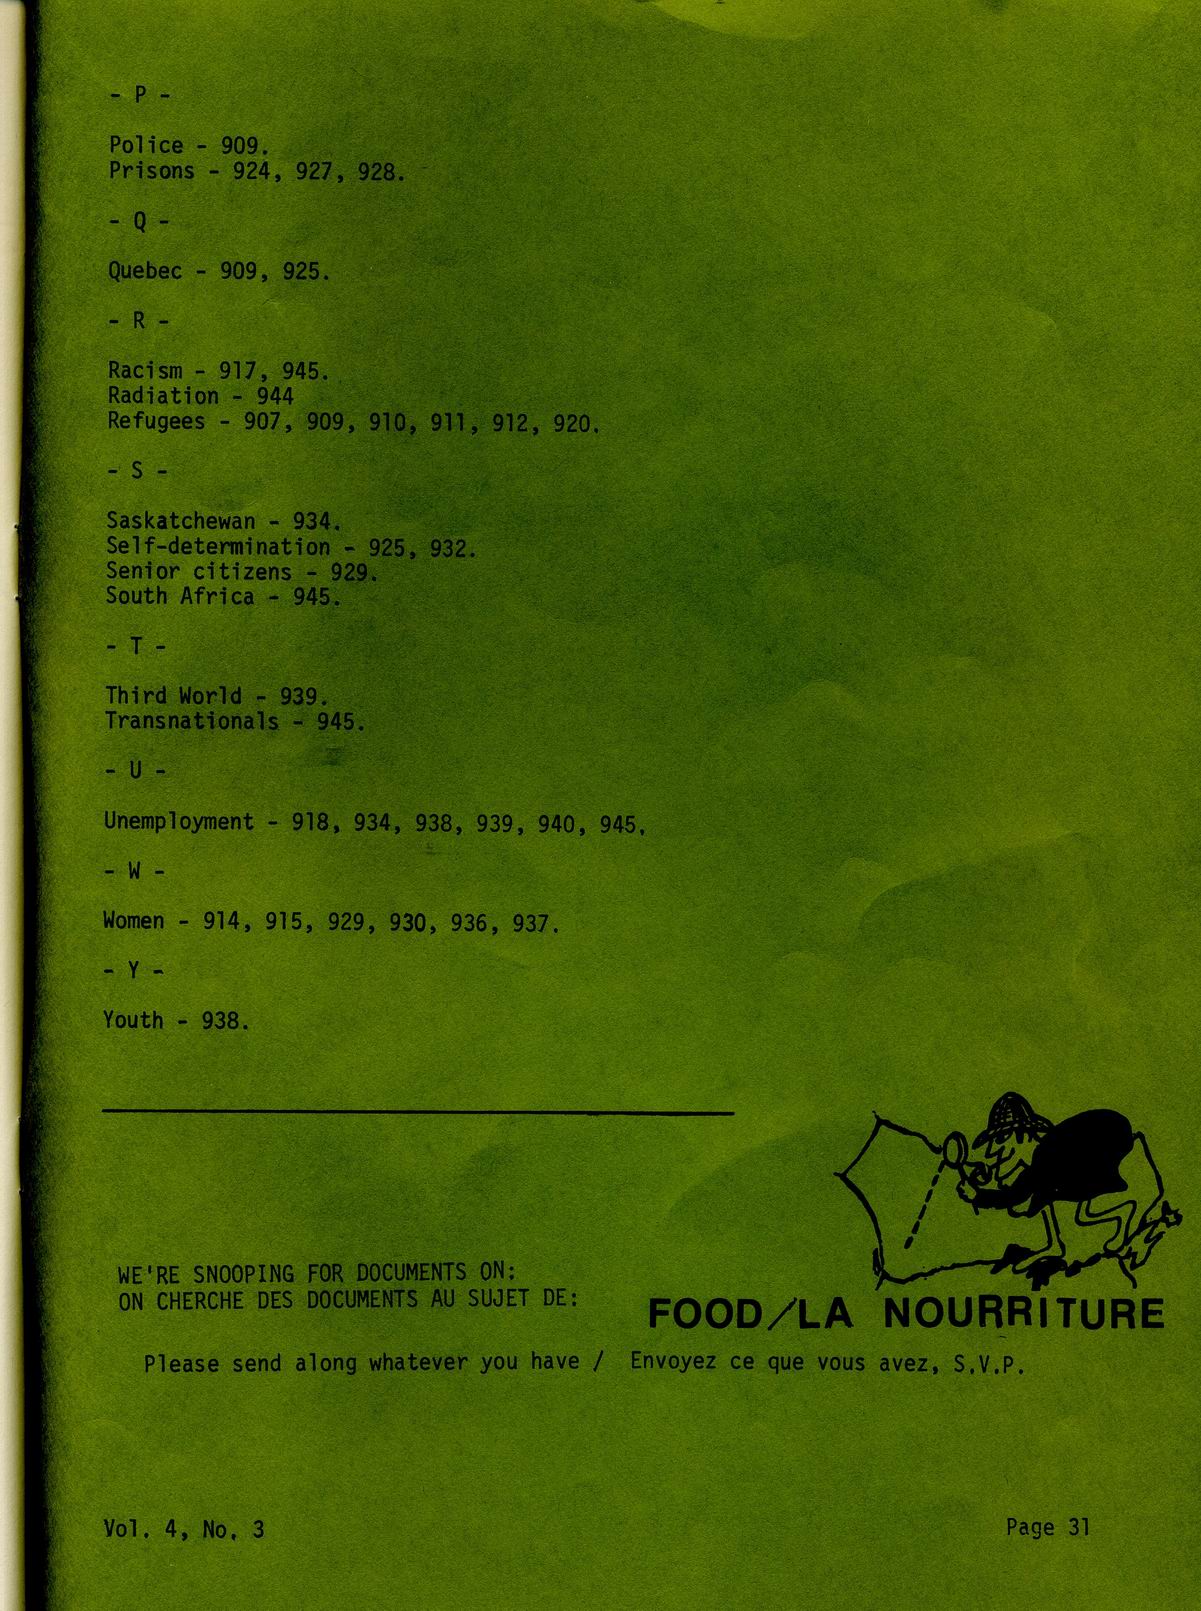 - P -
Police - 909.
Prisons - 924, 927, 928.
- Q -
Quebec - 909, 925.
- R -
Racism - 917, 945.
Radiation - 944
Refugees - 907, 909, 910, 911, 912, 920.
- S -
Saskatchewan - 934.
Self-determination - 925, 932.
Senior citizens - 929.
South Africa - 945.
- T -
Third World - 939.
Transnationals - 945.
- U -
Unemployment - 918, 934, 938, 939, 940, 945.
- W -
Women - 914, 915, 929, 930, 936, 937.
- Y -
Youth - 938.
WE'RE SNOOPING FOR DOCUMENTS ON:
ON CHERCHE DES DOCUMENTS AU SUJET DE:
FOOD/LA NOURRITURE
Please send along whatever you have / Envoyez ce que vous avez, S.V.P.
Vol. 4, No. 3
Page 31